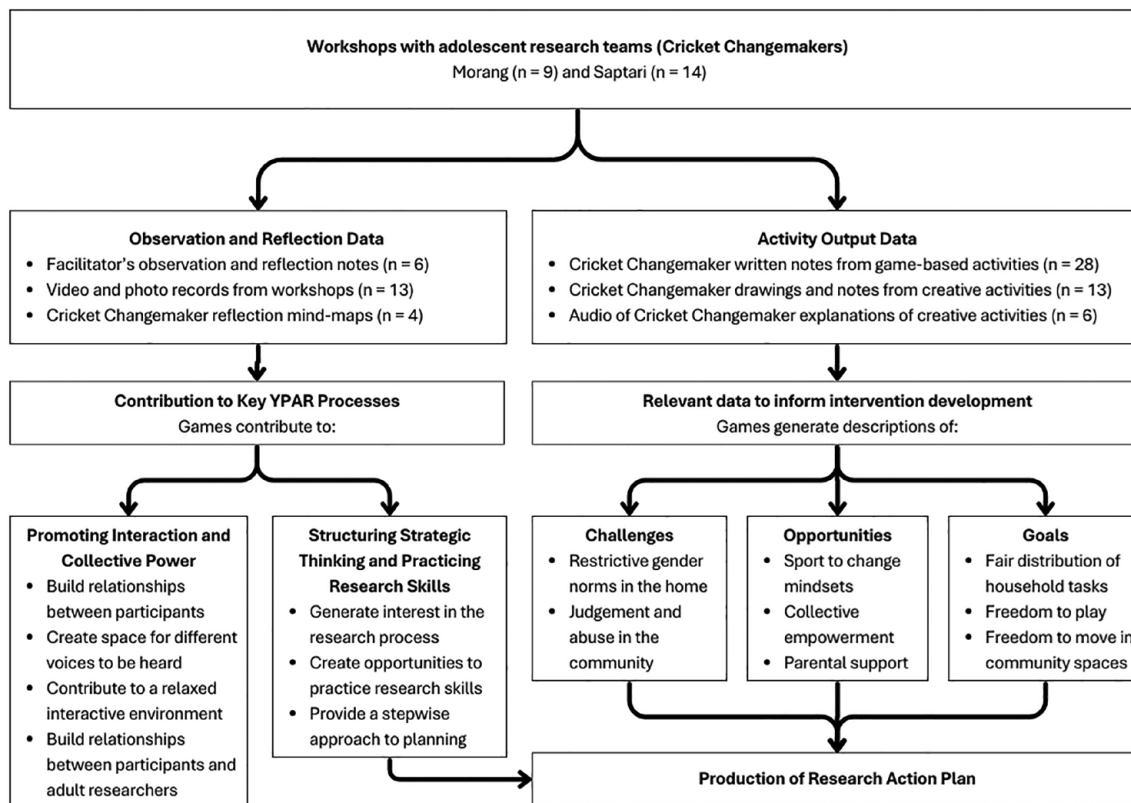 Workshops with adolescent research teams (Cricket Changemakers)
Morang (n = 9) and Saptari (n = 14)
Observation and Reflection Data
• Facilitator's observation and reflection notes (n = 6)
• Video and photo records from workshops (n = 13)
• Cricket Changemaker reflection mind-maps (n = 4)
Activity Output Data
• Cricket Changemaker written notes from game-based activities (n = 28)
• Cricket Changemaker drawings and notes from creative activities (n = 13)
• Audio of Cricket Changemaker explanations of creative activities (n = 6)
Contribution to Key YPAR Processes
Games contribute to:
Relevant data to inform intervention development
Games generate descriptions of:
Promoting Interaction and
Collective Power
• Build relationships
between participants
• Create space for different
voices to be heard
• Contribute to a relaxed
interactive environment
• Build relationships
between participants and
adult researchers
Structuring Strategic
Thinking and Practicing
Research Skills
• Generate interest in the
research process
• Create opportunities to
practice research skills
• Provide a stepwise
approach to planning
Challenges
• Restrictive gender
norms in the home
• Judgement and
abuse in the
community
Opportunities
• Sport to change
mindsets
• Collective
empowerment
• Parental support
Goals
• Fair distribution of
household tasks
• Freedom to play
• Freedom to move in
community spaces
Production of Research Action Plan